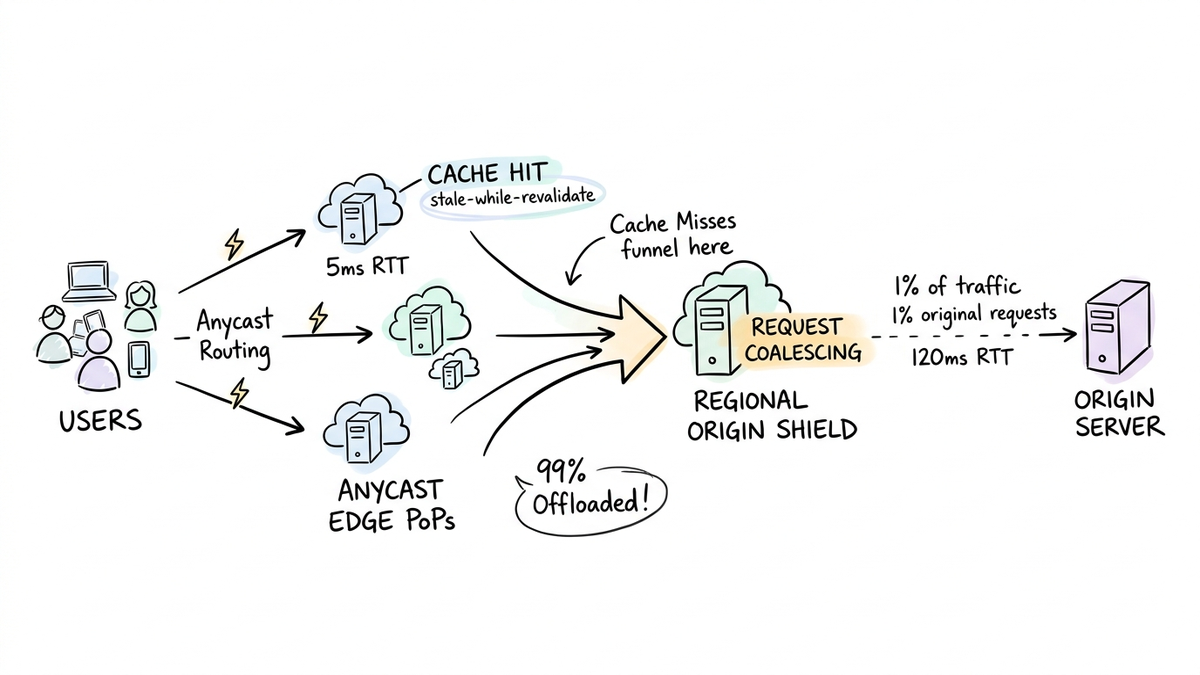 USERS
Anycast
Routing
CACHE HIT
stale-while-revalidate
5ms RTT
ANYCAST
EDGE PoPs
Cache Misses
funnel here
99%
Offloaded!
REQUEST
COALESCING
REGIONAL
ORIGIN SHIELD
1% of traffic
1% original requests
120ms RTT
ORIGIN
SERVER